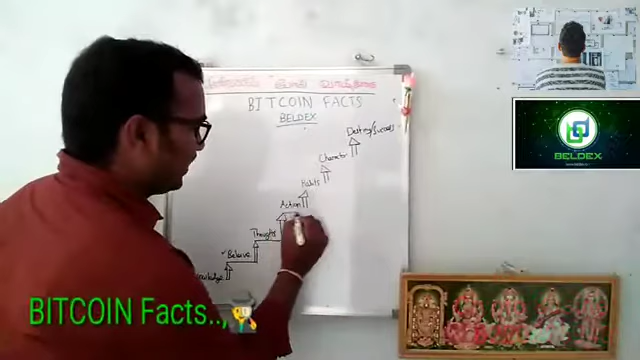 BITCOIN FACTS
BELDEX
Destiny/Success
Character
Habits
Action
Thoughts
Believe
Knowledge
BELDEX
BITCOIN Facts..,